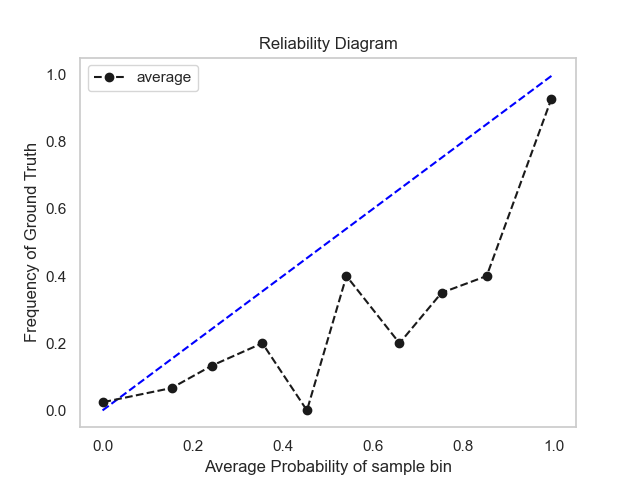 Reliability Diagram
average
1.0
0.8
0.6
0.4
0.2
0.0
Frequency of Ground Truth
0.0 0.2 0.4 0.6 0.8 1.0
Average Probability of sample bin